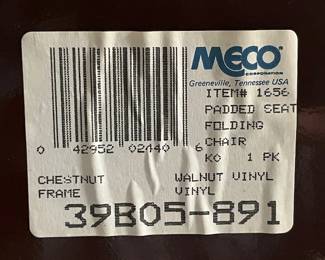 MECO
CORPORATION
Greeneville, Tennessee USA
ITEM# 1656
PADDED SEAT
FOLDING
CHAIR
KO 1 PK
0 42952 02440 6
CHESTNUT FRAME
WALNUT VINYL VINYL
39B05-891